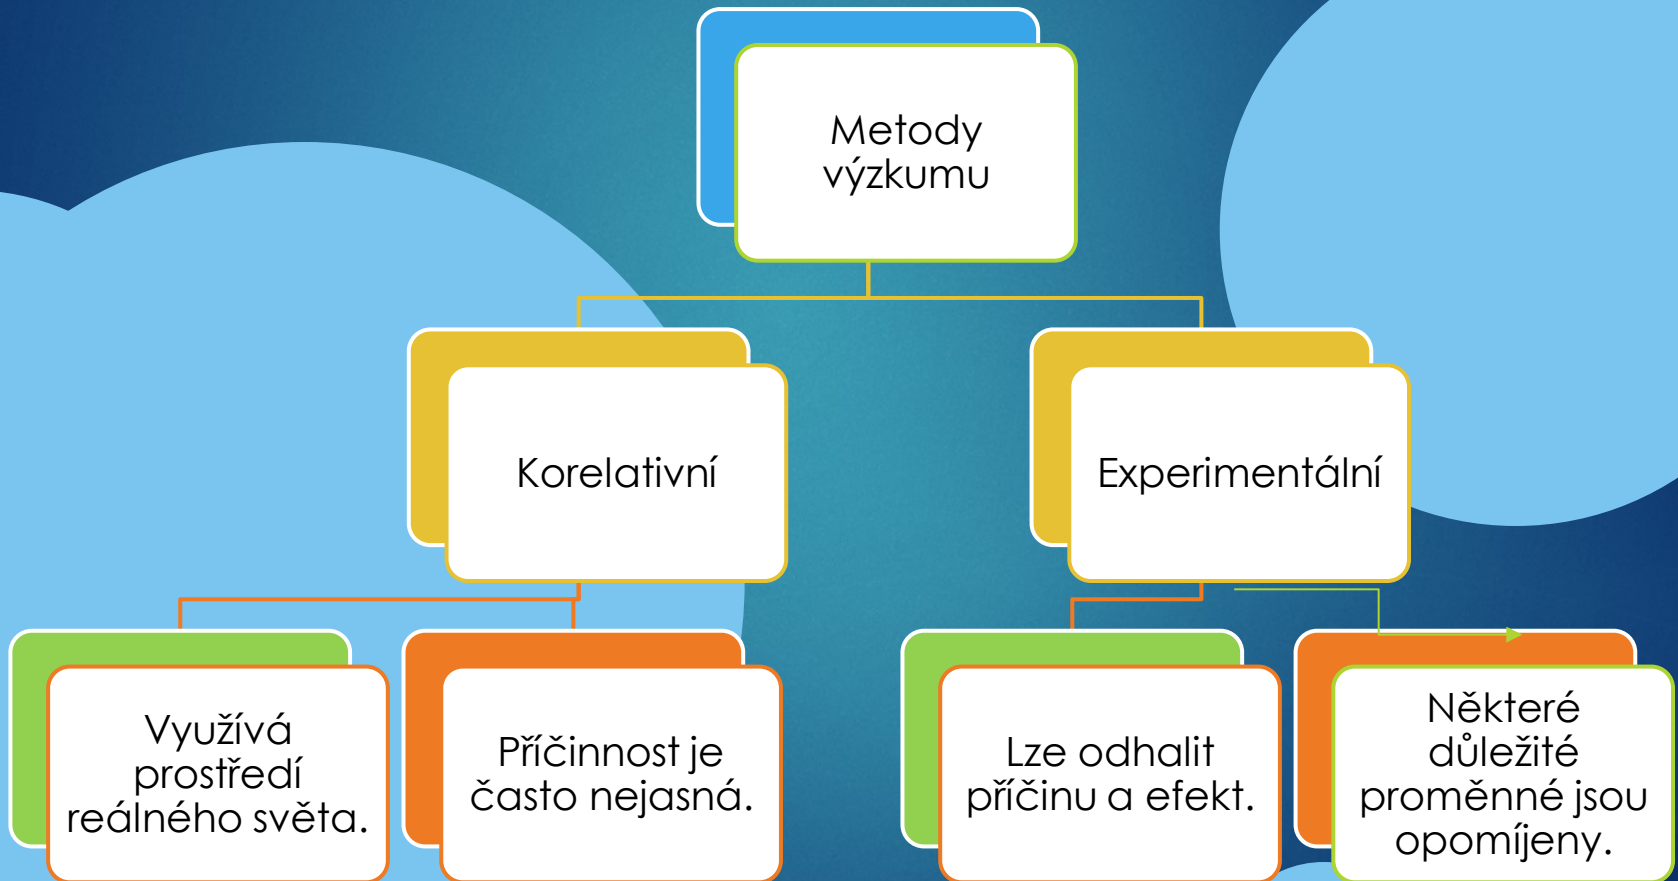 Metody
výzkumu
Korelativní
Experimentální
Využívá
prostředí
reálného světa.
Příčinnost je
často nejasná.
Lze odhalit
příčinu a efekt.
Některé
důležité
proměnné jsou
opomíjeny.